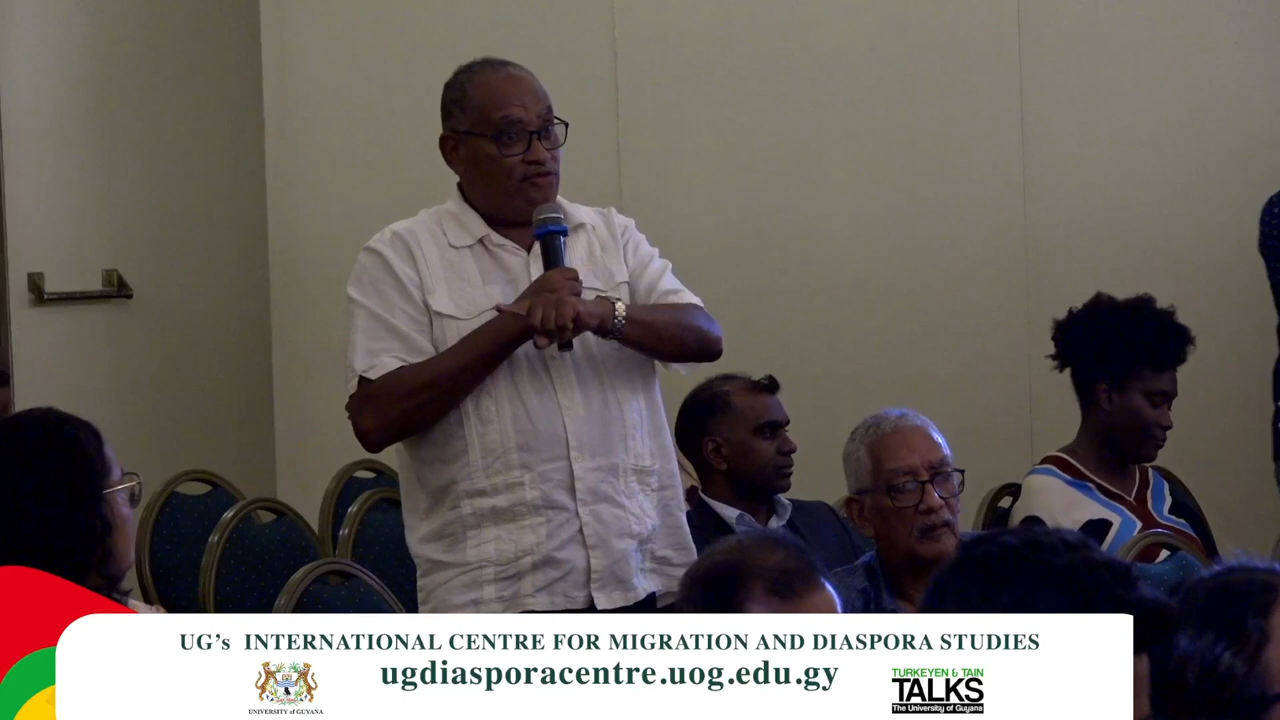 UG's INTERNATIONAL CENTRE FOR MIGRATION AND DIASPORA STUDIES
ugdiasporacentre.uog.edu.gy
UNIVERSITY of GUYANA
TURKEYEN & TAIN
TALKS
The University of Guyana